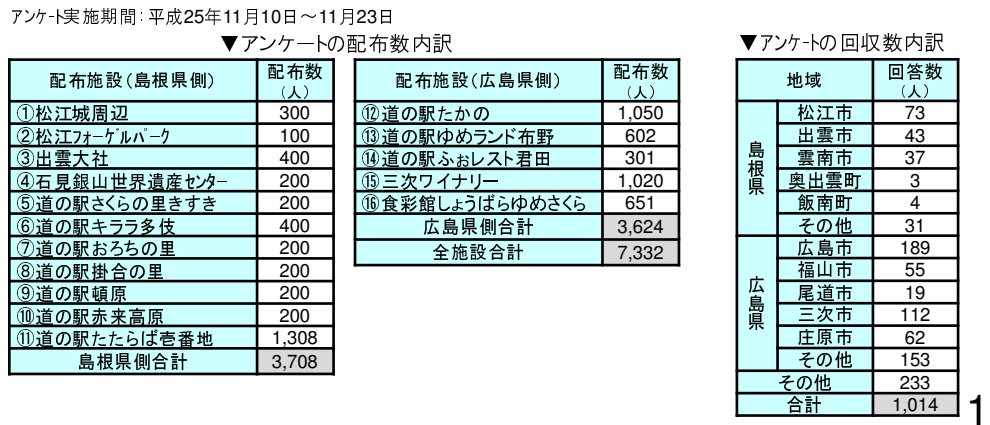 アンケート実施期間：平成25年11月10日～11月23日
▼アンケートの配布数内訳
配布施設（島根県側） 配布数（人）
①松江城周辺 300
②松江フォーゲルパーク 100
③出雲大社 400
④石見銀山世界遺産センター 200
⑤道の駅さくらの里きすき 200
⑥道の駅キララ多伎 400
⑦道の駅おろちの里 200
⑧道の駅掛合の里 200
⑨道の駅頓原 200
⑩道の駅赤来高原 200
⑪道の駅たたらば壱番地 1,308
島根県側合計 3,708
配布施設（広島県側） 配布数（人）
⑫道の駅たかの 1,050
⑬道の駅ゆめランド布野 602
⑭道の駅ふぉレスト君田 301
⑮三次ワイナリー 1,020
⑯食彩館しょうばらゆめさくら 651
広島県側合計 3,624
全施設合計 7,332
▼アンケートの回収数内訳
地域 回答数（人）
島根県
松江市 73
出雲市 43
雲南市 37
奥出雲町 3
飯南町 4
その他 31
広島県
広島市 189
福山市 55
尾道市 19
三次市 112
庄原市 62
その他 153
その他 233
合計 1,014
1